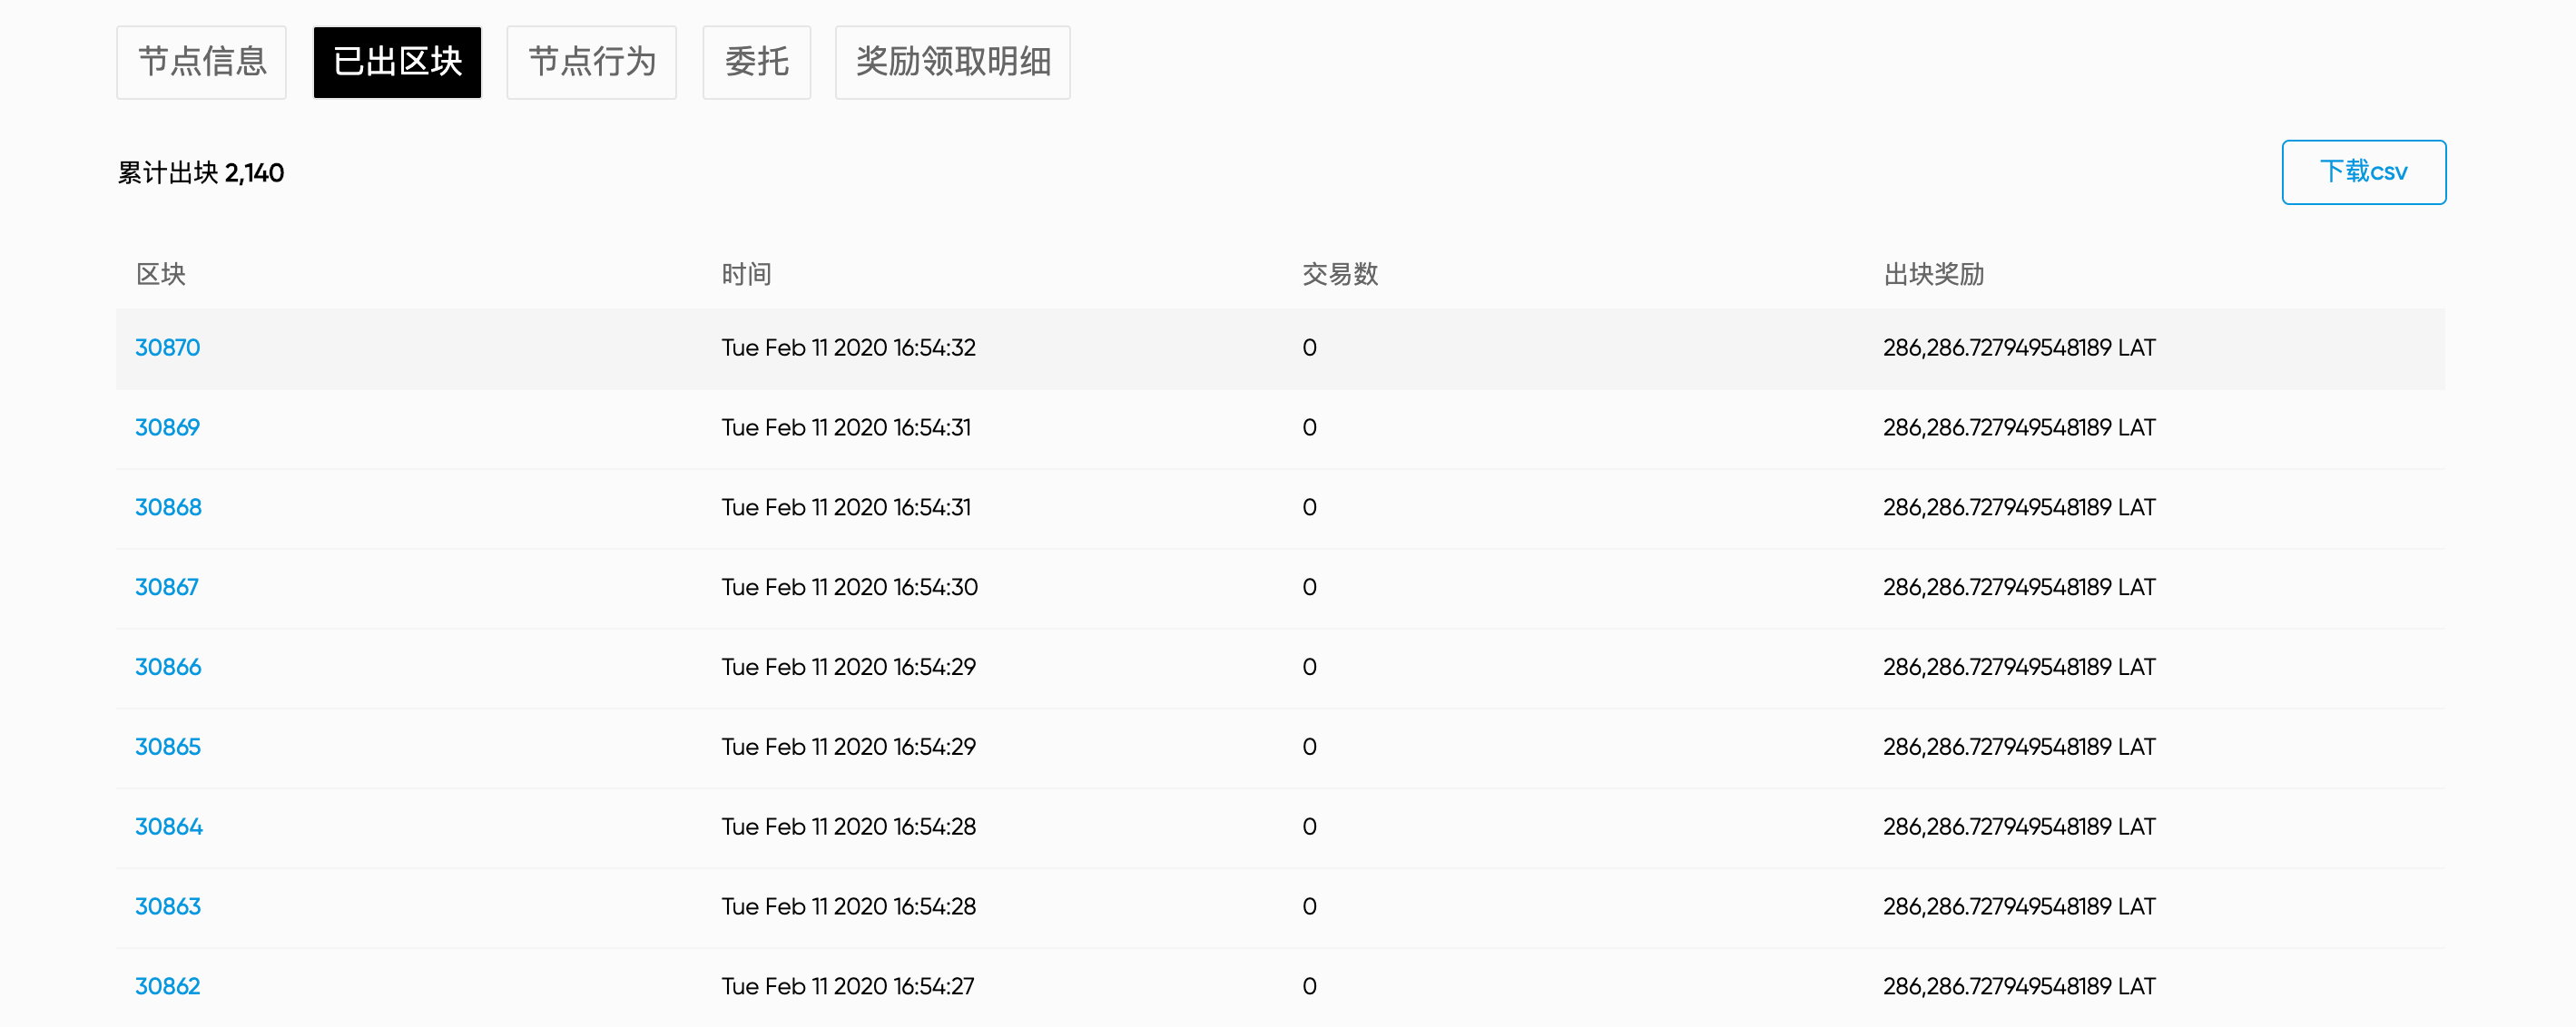 节点信息 已出区块 节点行为 委托 奖励领取明细
累计出块 2,140 下载csv
区块 时间 交易数 出块奖励
30870 Tue Feb 11 2020 16:54:32 0 286,286.727949548189 LAT
30869 Tue Feb 11 2020 16:54:31 0 286,286.727949548189 LAT
30868 Tue Feb 11 2020 16:54:31 0 286,286.727949548189 LAT
30867 Tue Feb 11 2020 16:54:30 0 286,286.727949548189 LAT
30866 Tue Feb 11 2020 16:54:29 0 286,286.727949548189 LAT
30865 Tue Feb 11 2020 16:54:29 0 286,286.727949548189 LAT
30864 Tue Feb 11 2020 16:54:28 0 286,286.727949548189 LAT
30863 Tue Feb 11 2020 16:54:28 0 286,286.727949548189 LAT
30862 Tue Feb 11 2020 16:54:27 0 286,286.727949548189 LAT